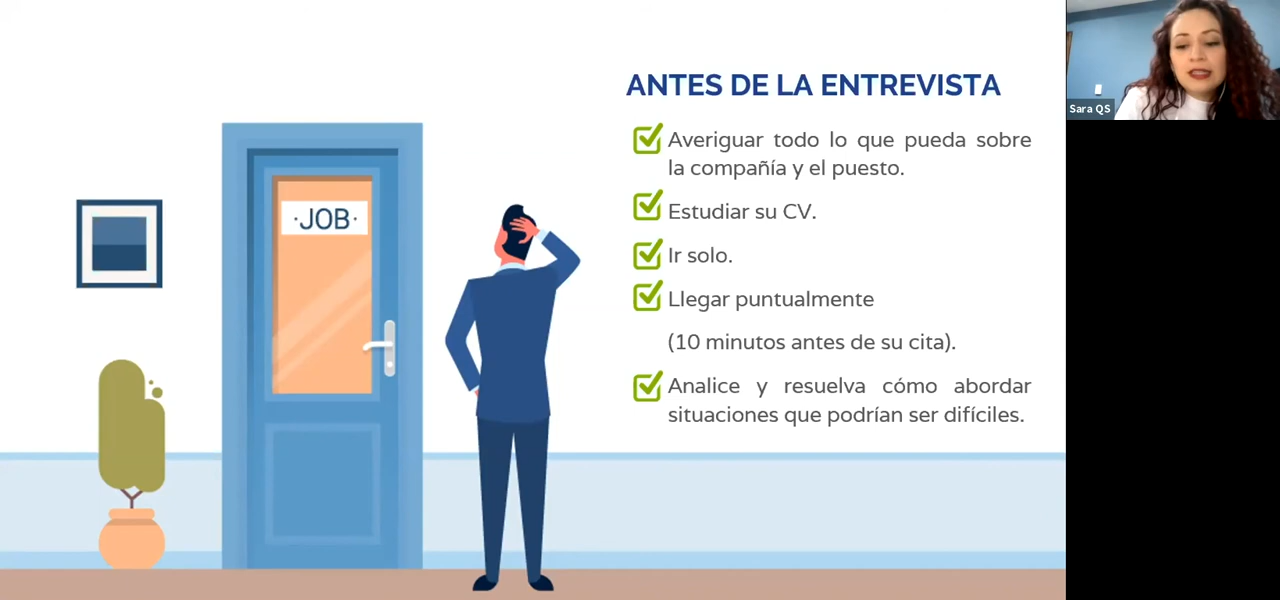 ANTES DE LA ENTREVISTA
Averiguar todo lo que pueda sobre
la compañía y el puesto.
Estudiar su CV.
Ir solo.
Llegar puntualmente
(10 minutos antes de su cita).
Analice y resuelva cómo abordar
situaciones que podrían ser difíciles.
·JOB·
Sara QS